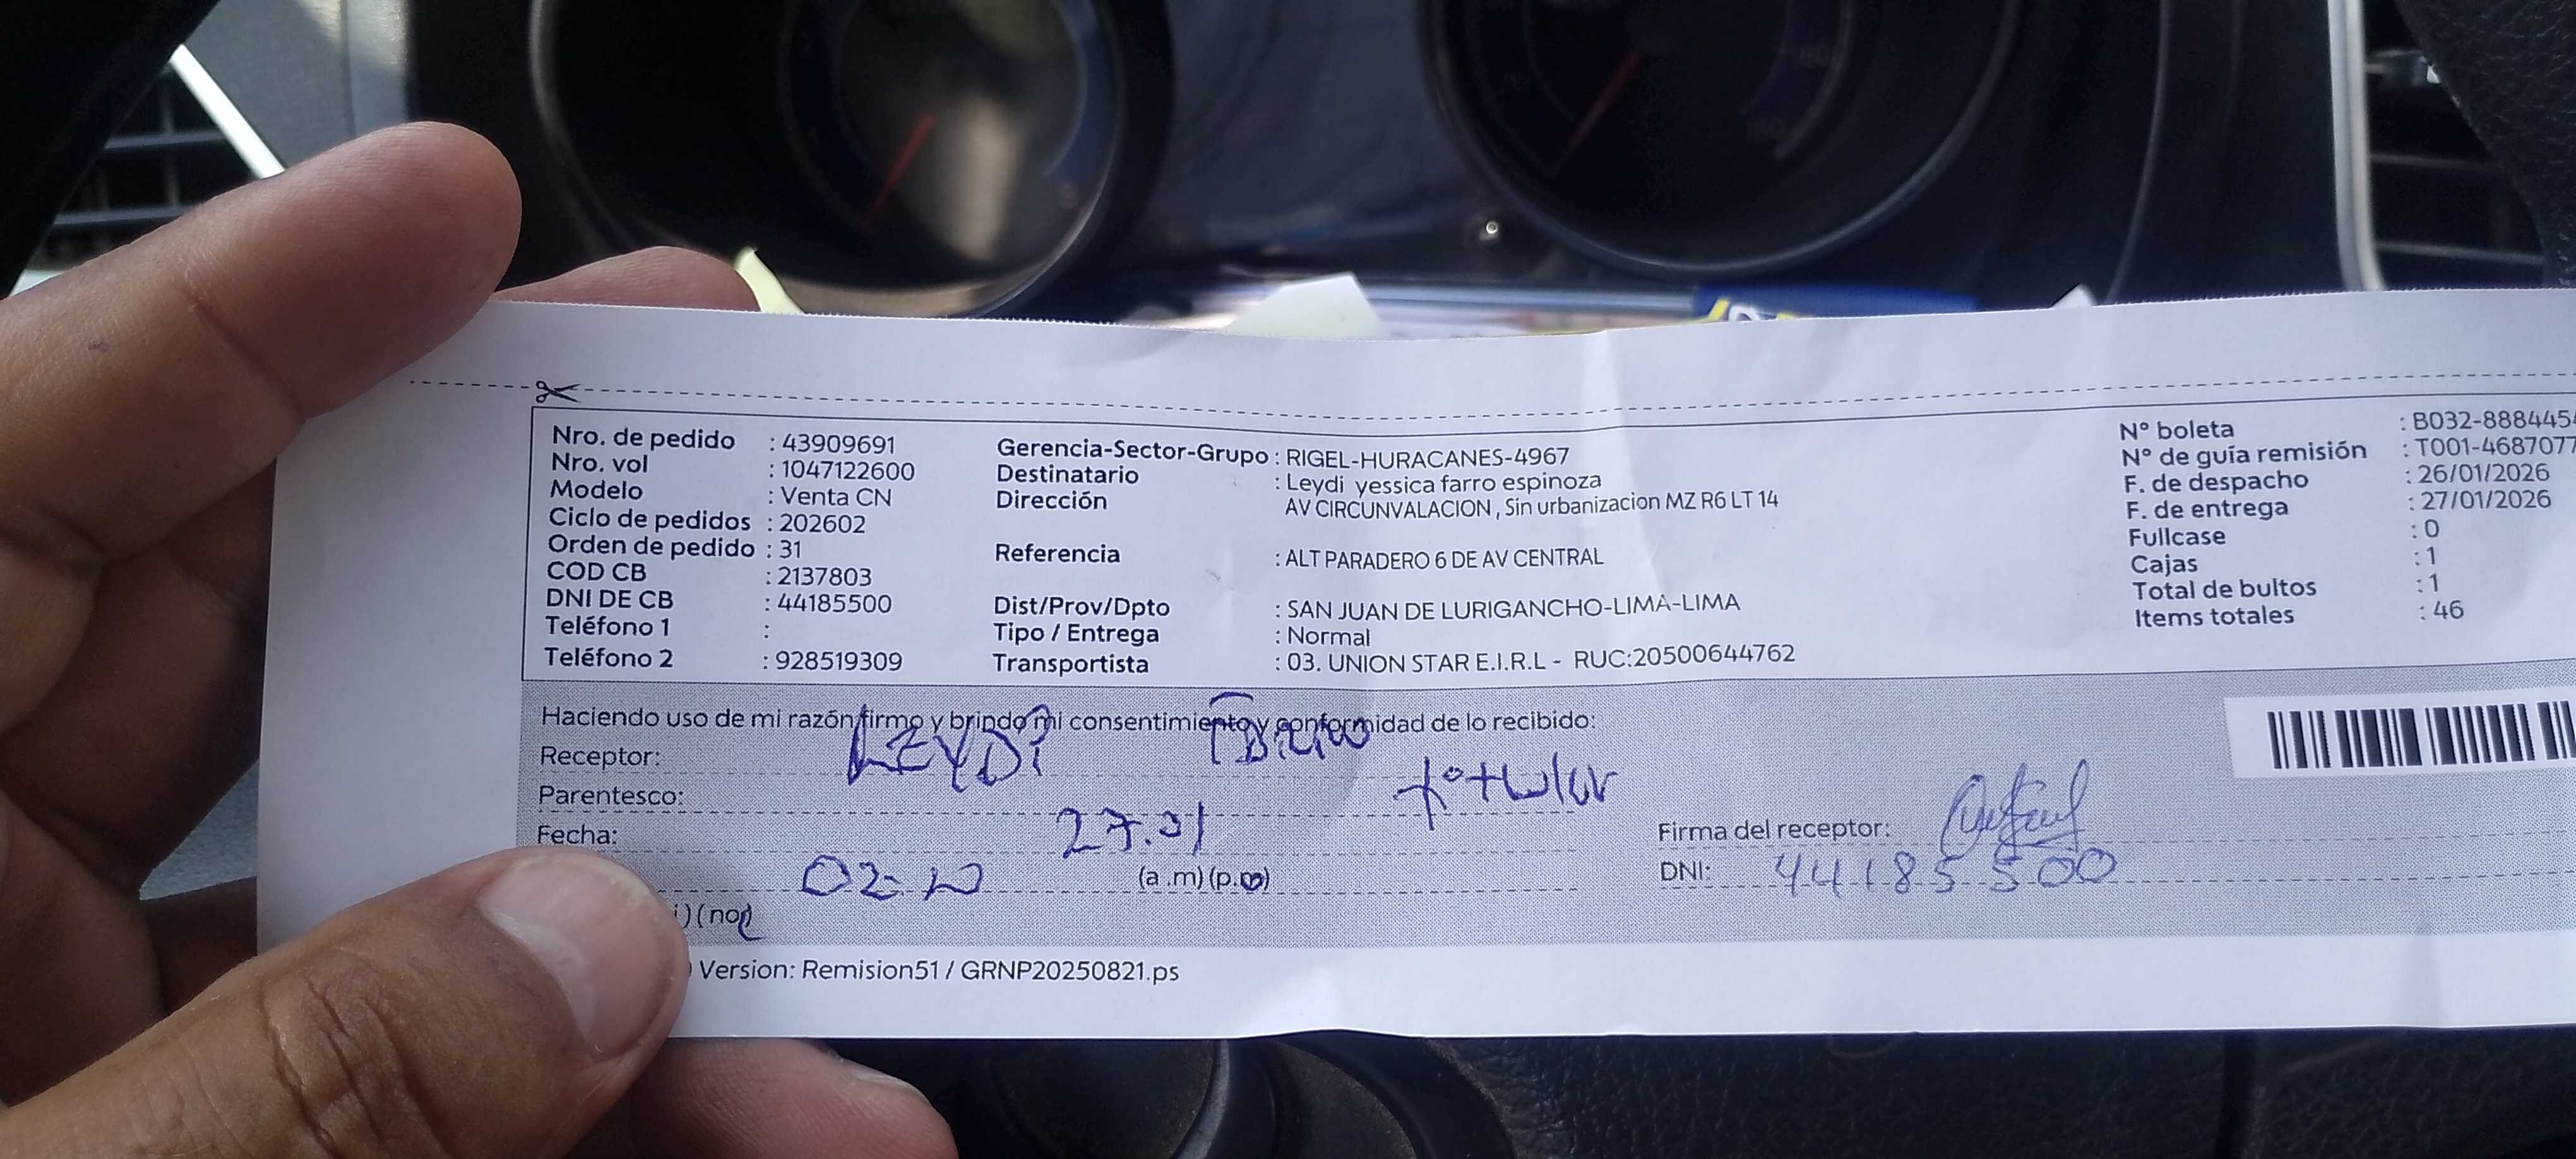 Nro. de pedido : 43909691
Nro. vol : 1047122600
Modelo : Venta CN
Ciclo de pedidos : 202602
Orden de pedido : 31
COD CB : 2137803
DNI DE CB : 44185500
Teléfono 1 :
Teléfono 2 : 928519309
Gerencia-Sector-Grupo : RIGEL-HURACANES-4967
Destinatario : Leydi yessica farro espinoza
Dirección AV CIRCUNVALACION , Sin urbanizacion MZ R6 LT 14
Referencia : ALT PARADERO 6 DE AV CENTRAL
Dist/Prov/Dpto : SAN JUAN DE LURIGANCHO-LIMA-LIMA
Tipo / Entrega : Normal
Transportista : 03. UNION STAR E.I.R.L - RUC:20500644762
N° boleta : B032-888445
N° de guía remisión : T001-4687077
F. de despacho : 26/01/2026
F. de entrega : 27/01/2026
Fullcase : 0
Cajas : 1
Total de bultos : 1
Items totales : 46
Haciendo uso de mi razón firmo y brindo mi consentimiento y conformidad de lo recibido:
Receptor: LEYDI
Parentesco: titular
Fecha: 27.01
(a.m) (p.m)
) (no)
Firma del receptor:
DNI: 44185500
Version: Remision51 / GRNP20250821.ps